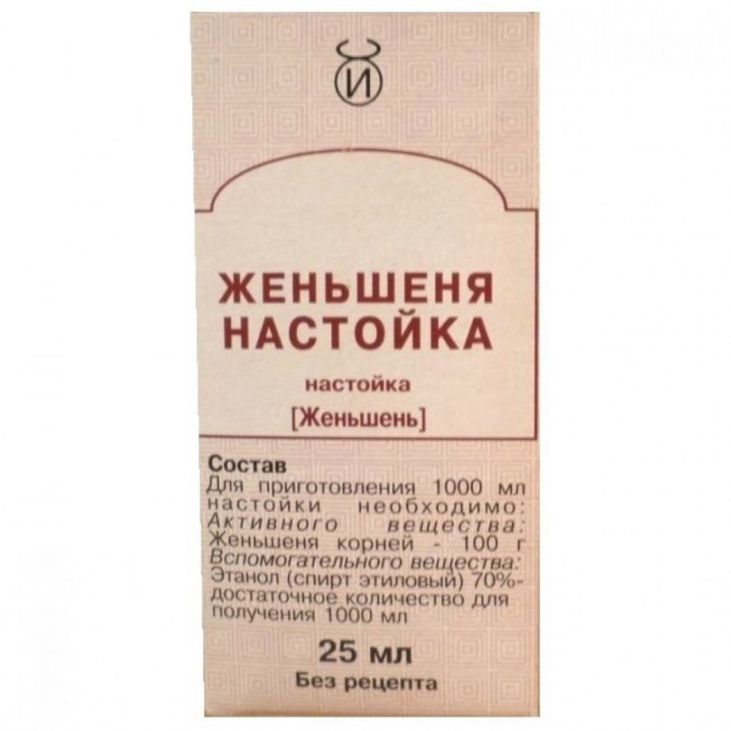 И
ЖЕНЬШЕНЯ
НАСТОЙКА
настойка
[Женьшень]
Состав
Для приготовления 1000 мл
настойки необходимо:
Активного вещества:
Женьшеня корней - 100 г
Вспомогательного вещества:
Этанол (спирт этиловый) 70%-
достаточное количество для
получения 1000 мл
25 мл
Без рецепта